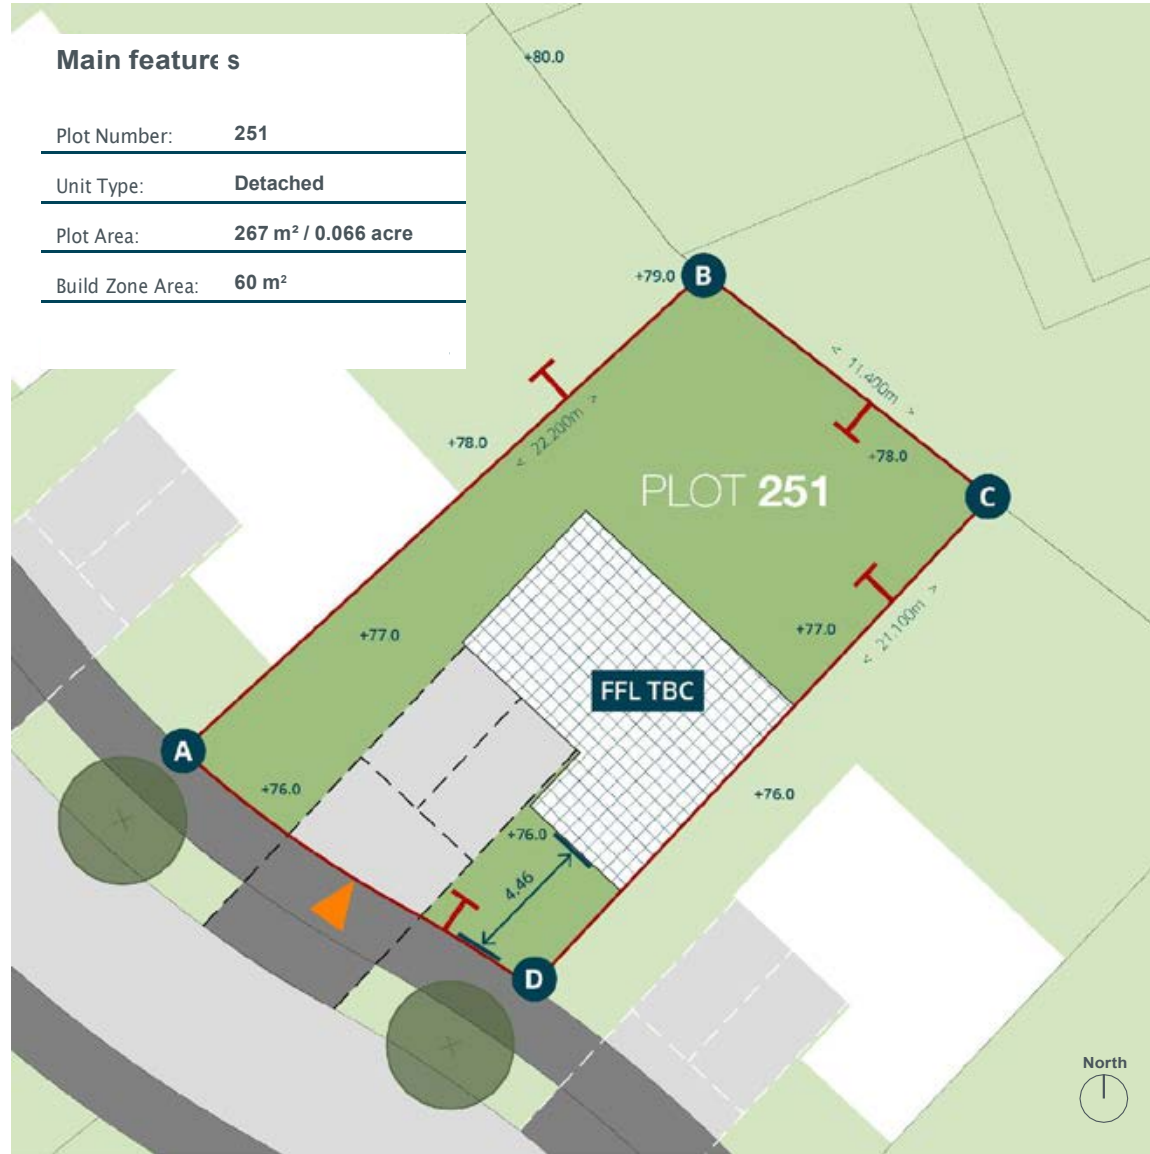 Main features
Plot Number: 251
Unit Type: Detached
Plot Area: 267 m² / 0.066 acre
Build Zone Area: 60 m²
+80.0
+79.0
B
< 11.400m >
+78.0
< 22.200m >
+78.0
PLOT 251
C
+77.0
+77.0
< 21.100m >
FFL TBC
A
+76.0
+76.0
+76.0
4.46
D
North